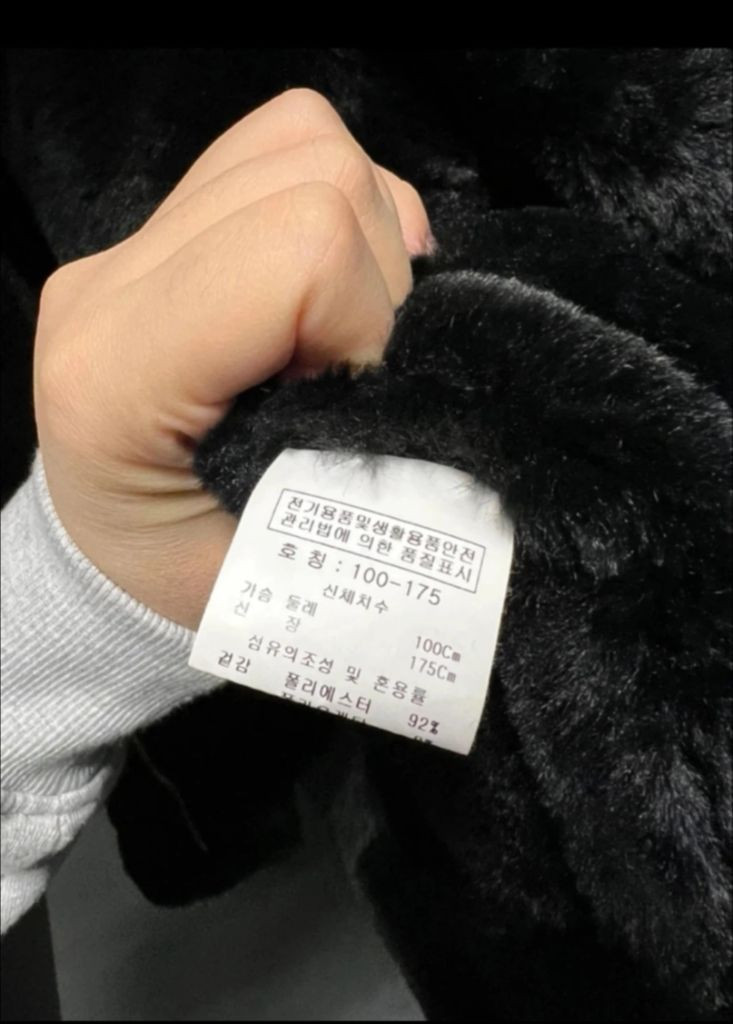 전기용품및생활용품안전
관리법에 의한 품질표시
호 칭 : 100-175
신체치수
가슴 둘레 100Cm
신 장 175Cm
섬유의조성 및 혼용률
겉감 폴리에스터 92%